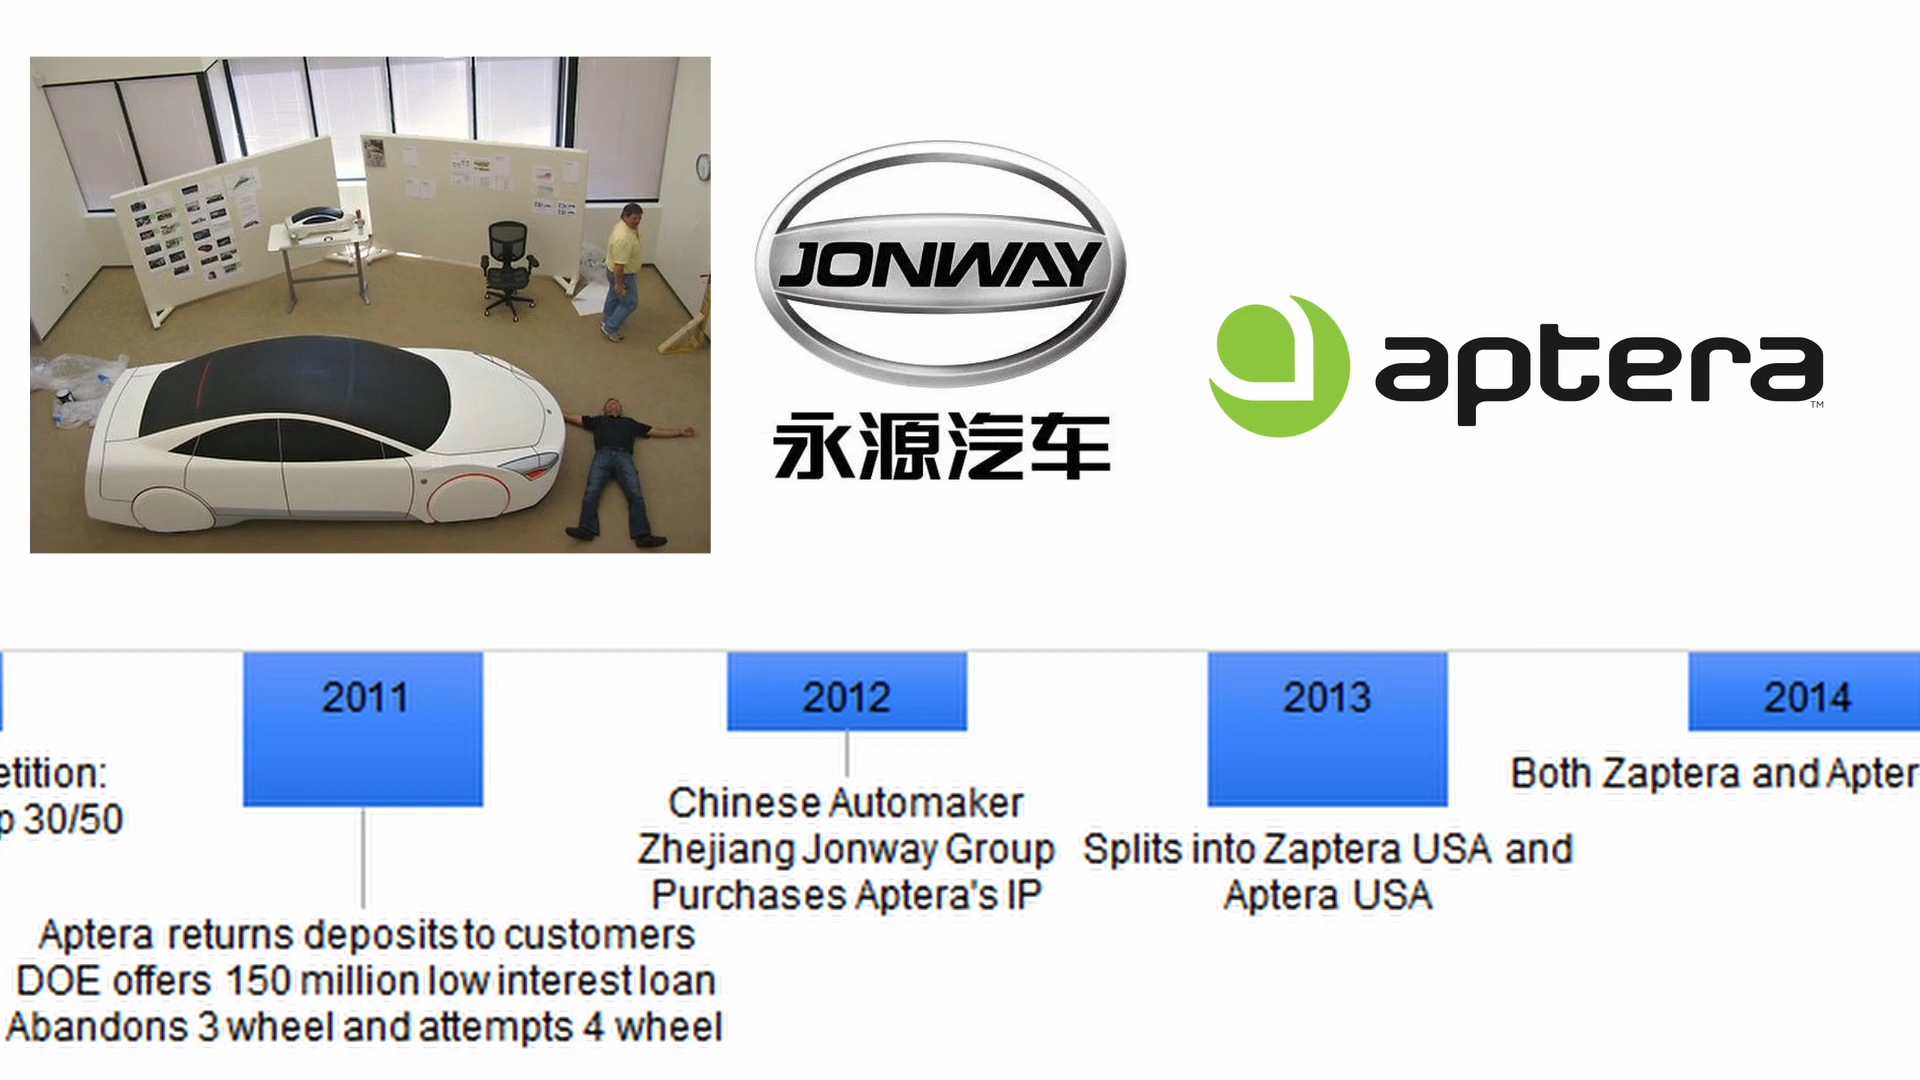 JONWAY
永源汽车
aptera
TM
2011
2012
2013
2014
etition:
p 30/50
Aptera returns deposits to customers
DOE offers 150 million low interest loan
Abandons 3 wheel and attempts 4 wheel
Chinese Automaker
Zhejiang Jonway Group
Purchases Aptera's IP
Splits into Zaptera USA and
Aptera USA
Both Zaptera and Apter